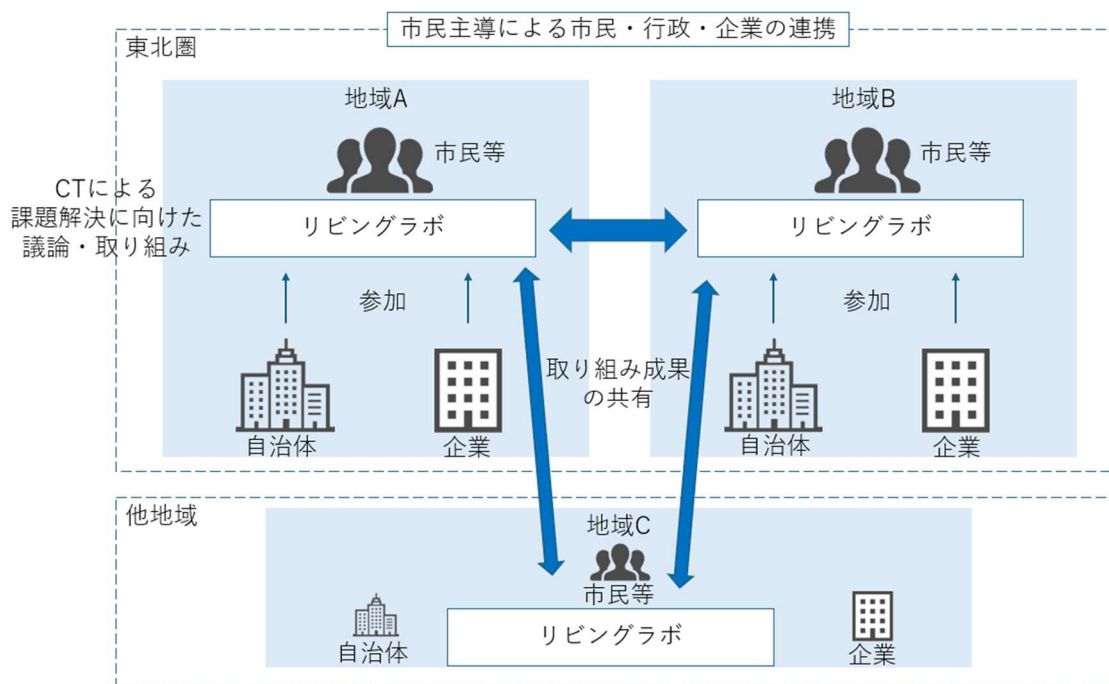 市民主導による市民・行政・企業の連携
東北圏
地域A
市民等
CTによる
課題解決に向けた
議論・取り組み
リビングラボ
参加
自治体
企業
地域B
市民等
リビングラボ
参加
自治体
企業
取り組み成果
の共有
他地域
地域C
市民等
リビングラボ
自治体
企業